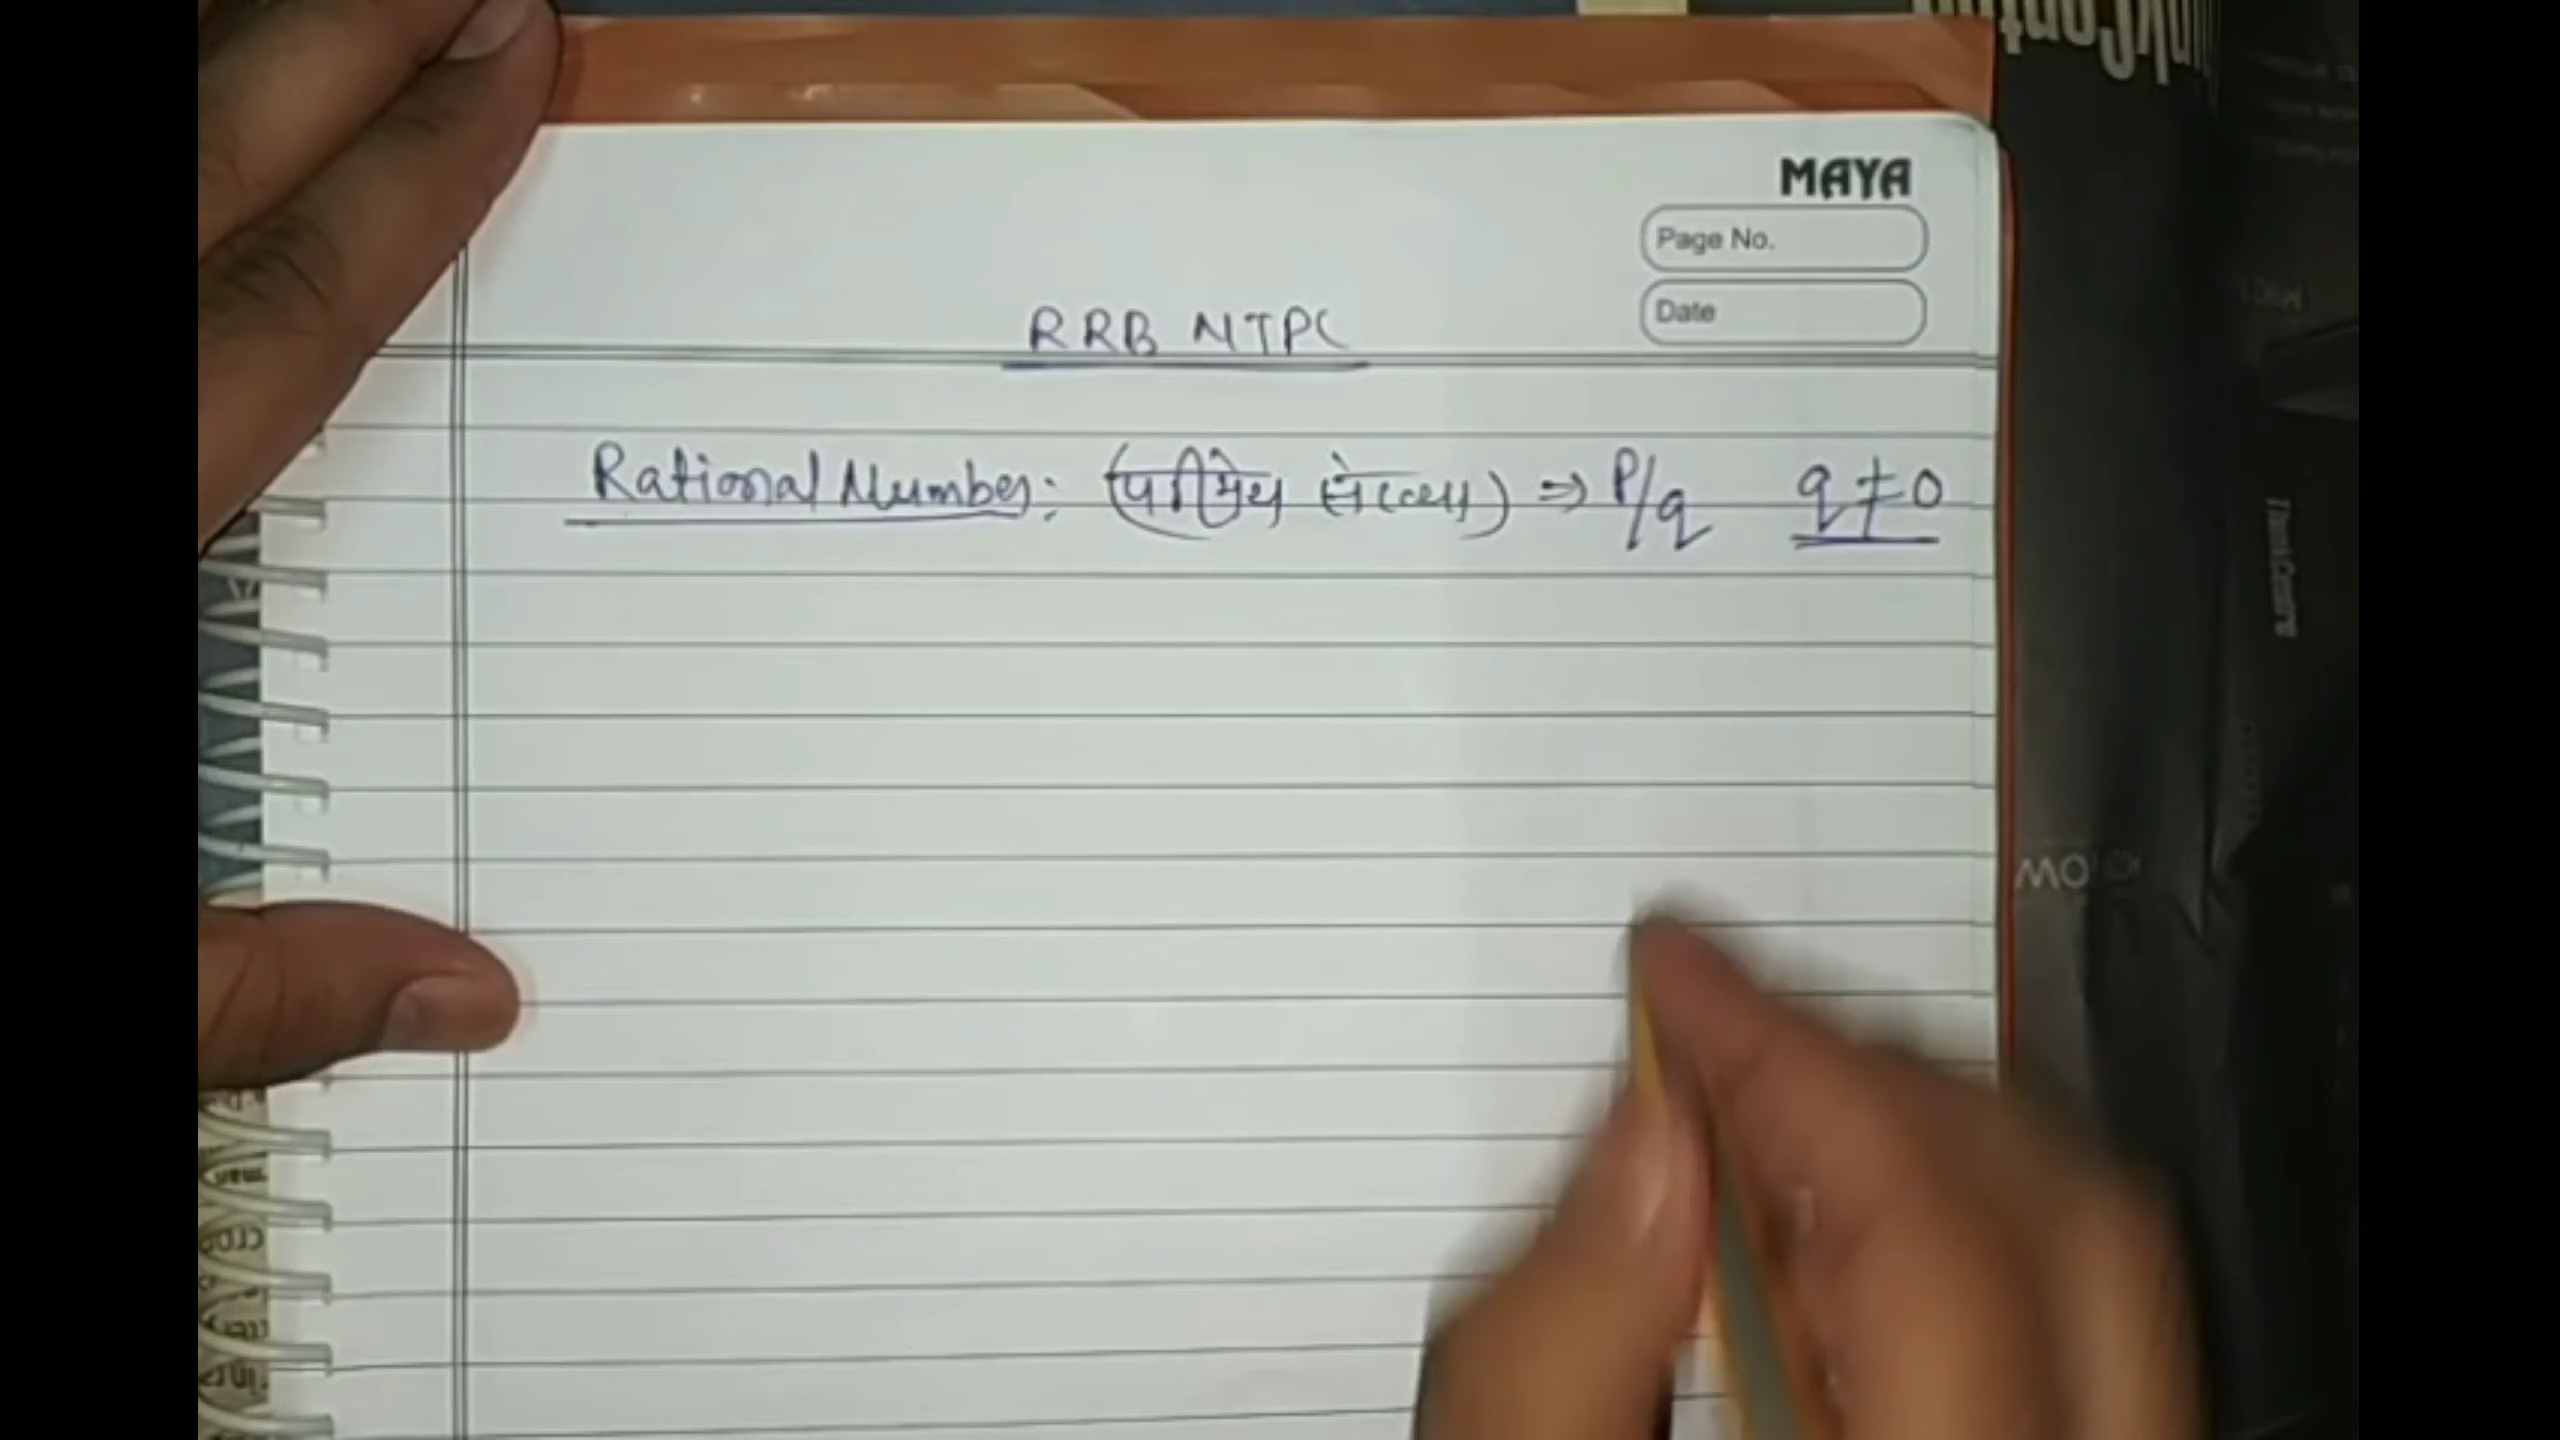 MAYA
Page No.
Date
RRB NTPC
Rational Number: (परीमेय संख्या) ⇒ P/q q ≠ 0